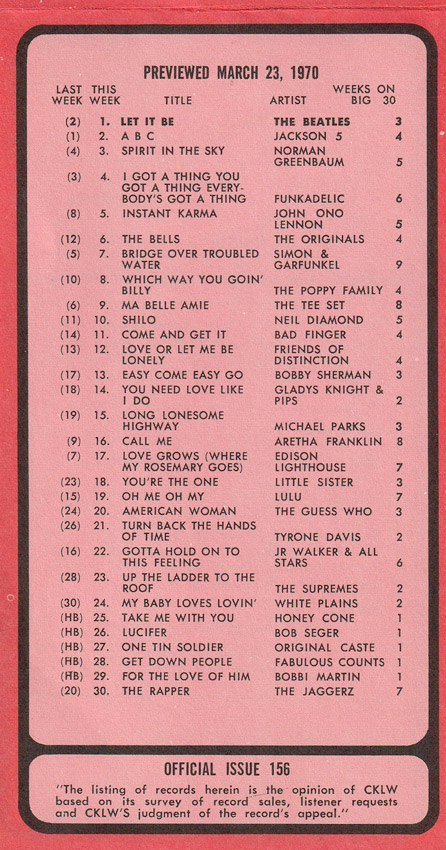 PREVIEWED MARCH 23, 1970
LAST THIS WEEKS ON
WEEK WEEK TITLE ARTIST BIG 30
(2) 1. LET IT BE THE BEATLES 3
(1) 2. A B C JACKSON 5 4
(4) 3. SPIRIT IN THE SKY NORMAN
GREENBAUM 5
(3) 4. I GOT A THING YOU
GOT A THING EVERY-
BODY'S GOT A THING FUNKADELIC 6
(8) 5. INSTANT KARMA JOHN ONO
LENNON 5
(12) 6. THE BELLS THE ORIGINALS 4
(5) 7. BRIDGE OVER TROUBLED SIMON &
WATER GARFUNKEL 9
(10) 8. WHICH WAY YOU GOIN'
BILLY THE POPPY FAMILY 4
(6) 9. MA BELLE AMIE THE TEE SET 8
(11) 10. SHILO NEIL DIAMOND 5
(14) 11. COME AND GET IT BAD FINGER 4
(13) 12. LOVE OR LET ME BE FRIENDS OF
LONELY DISTINCTION 4
(17) 13. EASY COME EASY GO BOBBY SHERMAN 3
(18) 14. YOU NEED LOVE LIKE GLADYS KNIGHT &
I DO PIPS 2
(19) 15. LONG LONESOME
HIGHWAY MICHAEL PARKS 3
(9) 16. CALL ME ARETHA FRANKLIN 8
(7) 17. LOVE GROWS (WHERE EDISON
MY ROSEMARY GOES) LIGHTHOUSE 7
(23) 18. YOU'RE THE ONE LITTLE SISTER 3
(15) 19. OH ME OH MY LULU 7
(24) 20. AMERICAN WOMAN THE GUESS WHO 3
(26) 21. TURN BACK THE HANDS
OF TIME TYRONE DAVIS 2
(16) 22. GOTTA HOLD ON TO JR WALKER & ALL
THIS FEELING STARS 6
(28) 23. UP THE LADDER TO THE
ROOF THE SUPREMES 2
(30) 24. MY BABY LOVES LOVIN' WHITE PLAINS 2
(HB) 25. TAKE ME WITH YOU HONEY CONE 1
(HB) 26. LUCIFER BOB SEGER 1
(HB) 27. ONE TIN SOLDIER ORIGINAL CASTE 1
(HB) 28. GET DOWN PEOPLE FABULOUS COUNTS 1
(HB) 29. FOR THE LOVE OF HIM BOBBI MARTIN 1
(20) 30. THE RAPPER THE JAGGERZ 7
OFFICIAL ISSUE 156
"The listing of records herein is the opinion of CKLW
based on its survey of record sales, listener requests
and CKLW'S judgment of the record's appeal."